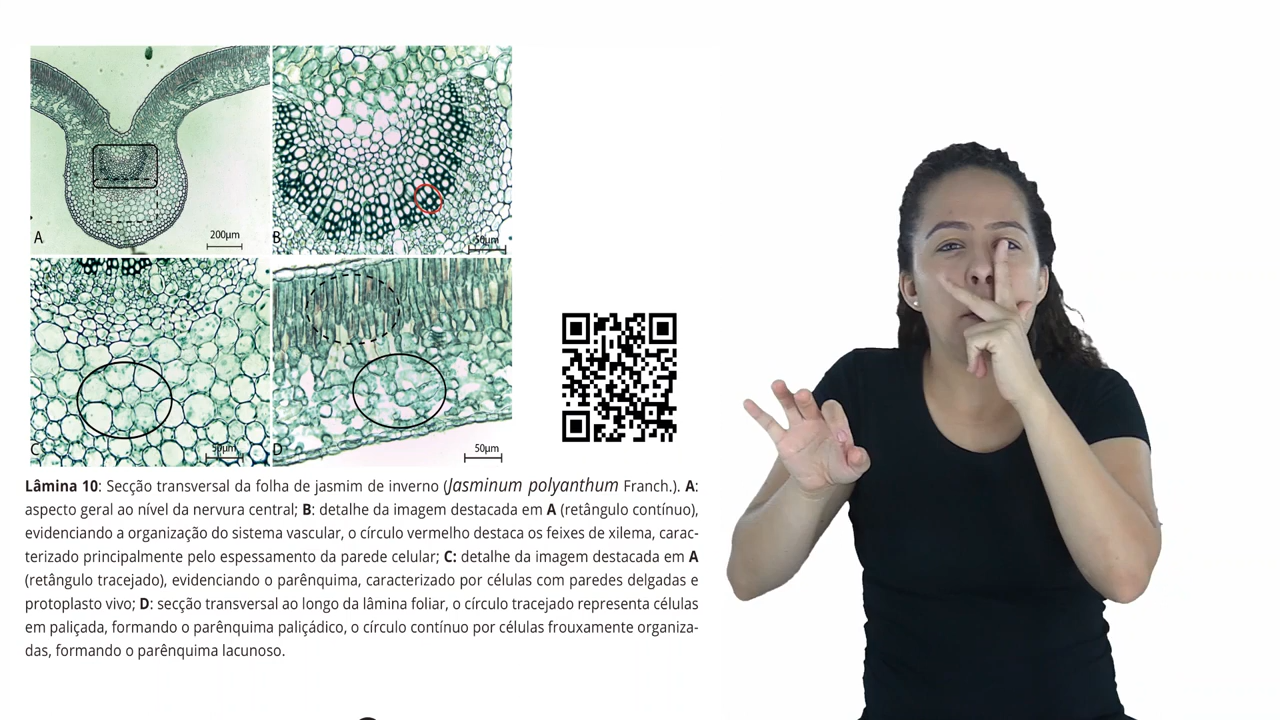 A
200µm
B
50µm
C
50µm
D
50µm
Lâmina 10: Secção transversal da folha de jasmim de inverno (Jasminum polyanthum Franch.). A:
aspecto geral ao nível da nervura central; B: detalhe da imagem destacada em A (retângulo contínuo),
evidenciando a organização do sistema vascular, o círculo vermelho destaca os feixes de xilema, carac-
terizado principalmente pelo espessamento da parede celular; C: detalhe da imagem destacada em A
(retângulo tracejado), evidenciando o parênquima, caracterizado por células com paredes delgadas e
protoplasto vivo; D: secção transversal ao longo da lâmina foliar, o círculo tracejado representa células
em paliçada, formando o parênquima paliçádico, o círculo contínuo por células frouxamente organiza-
das, formando o parênquima lacunoso.